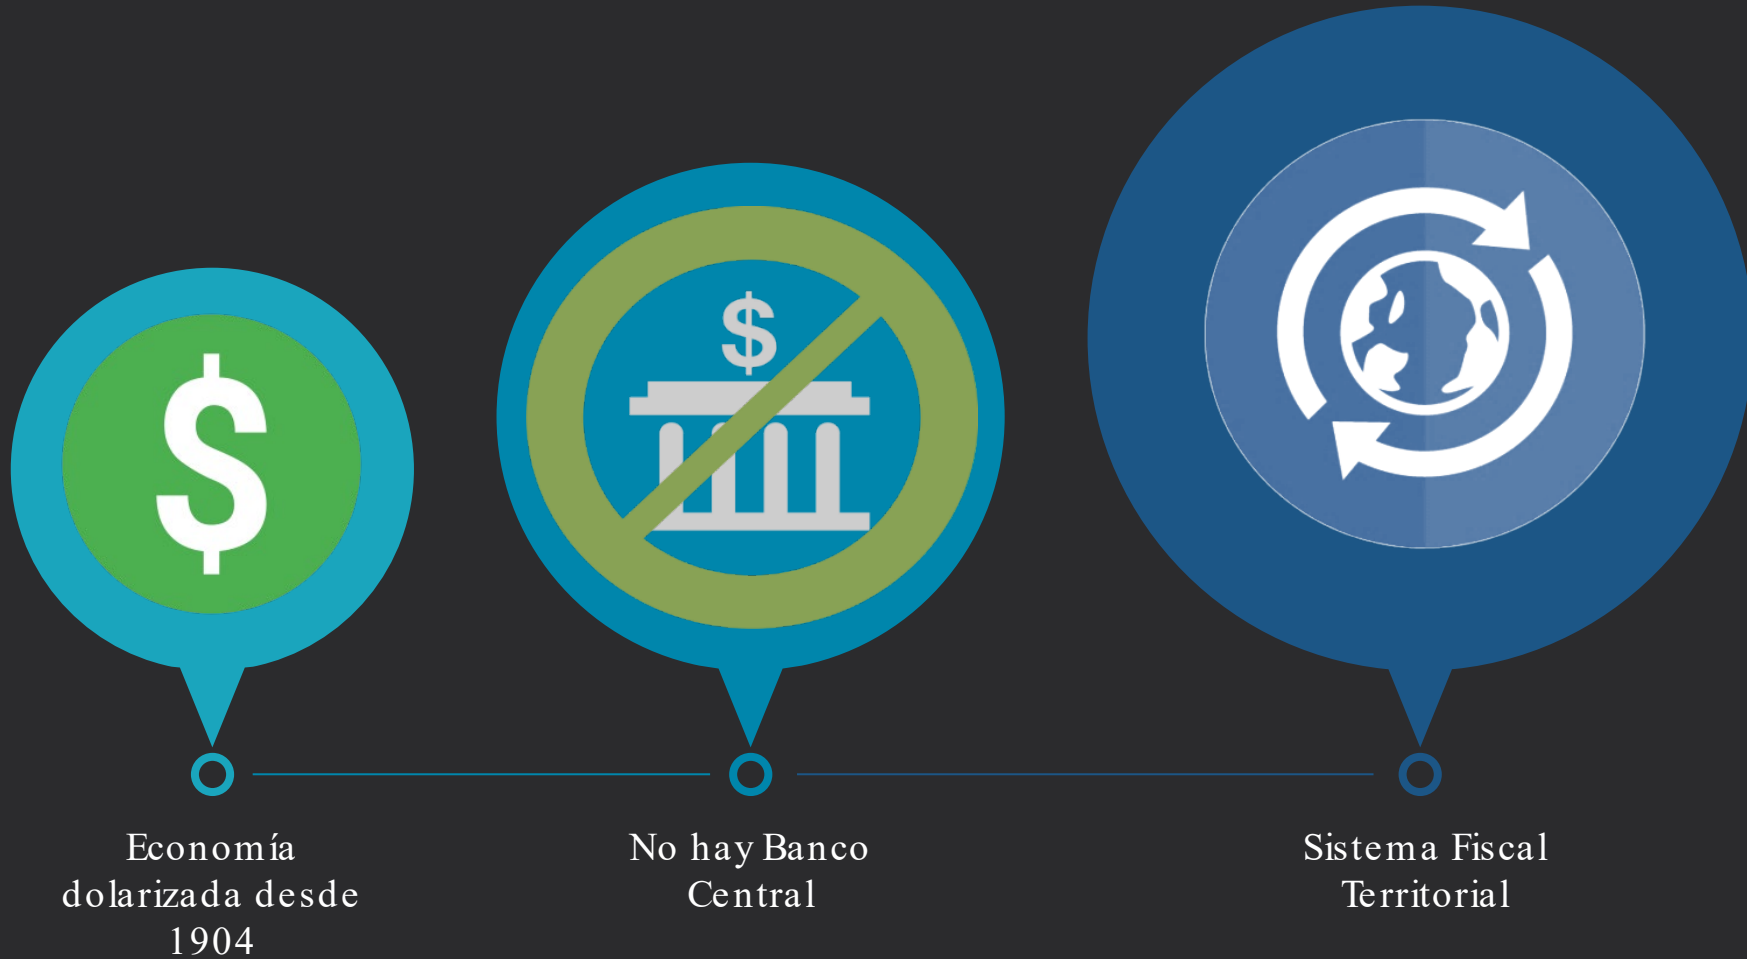 $
$
Economía
dolarizada desde
1904
No hay Banco
Central
Sistema Fiscal
Territorial